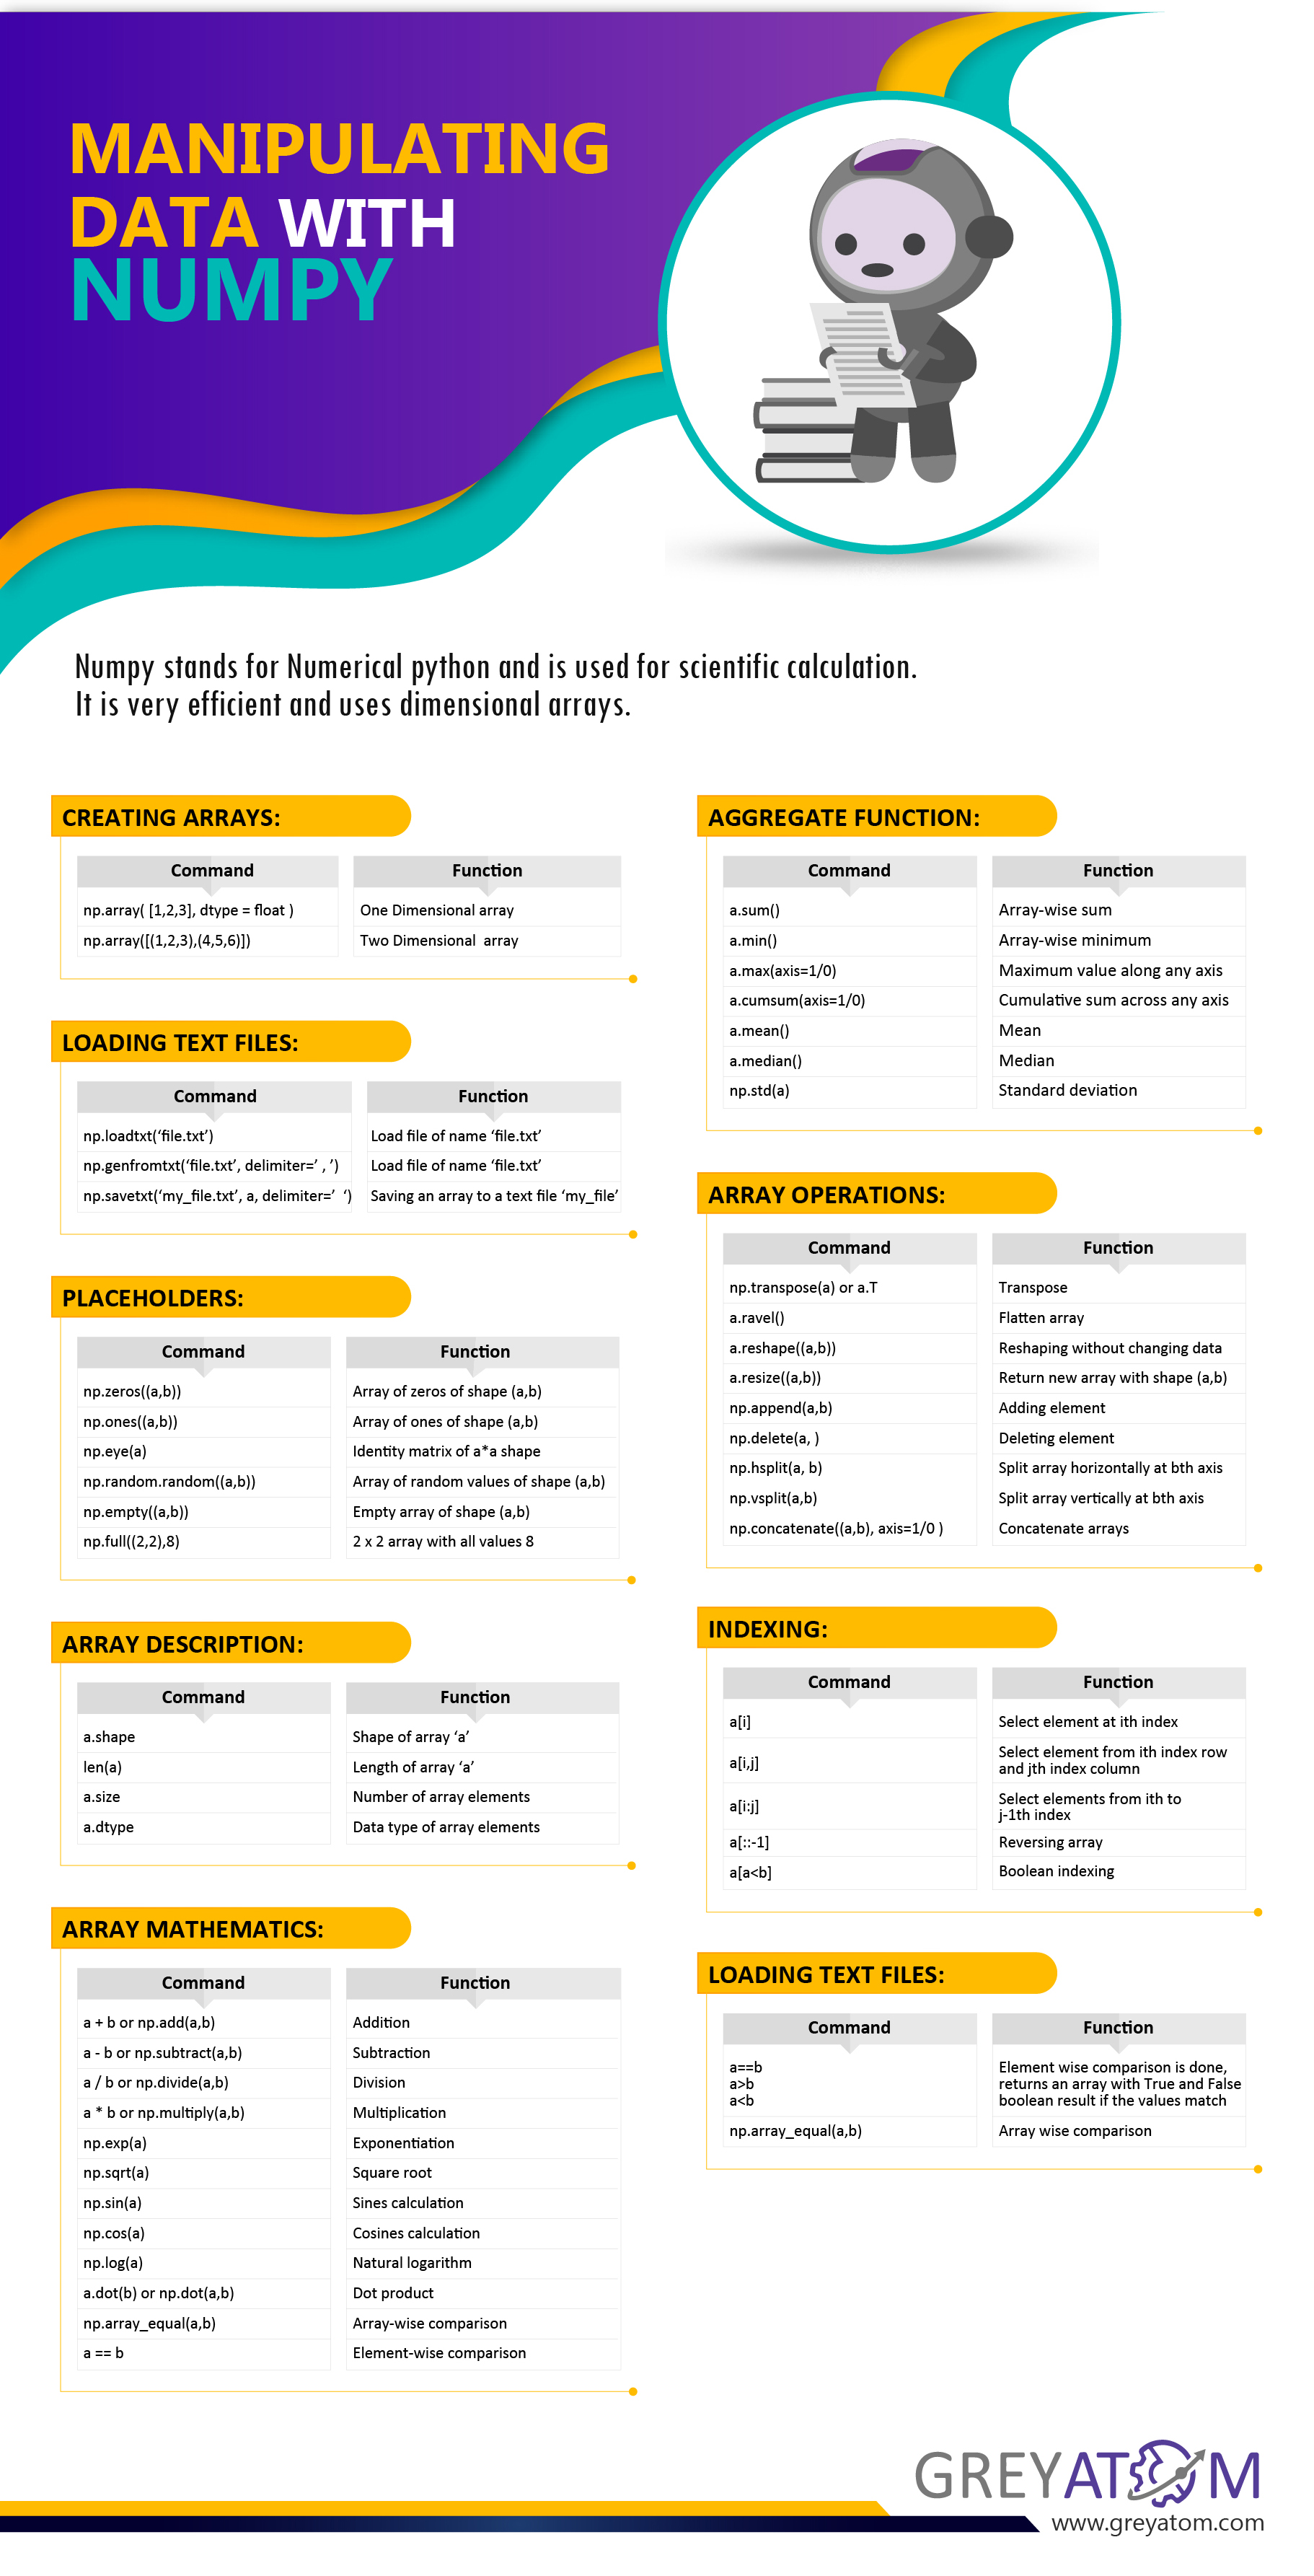 MANIPULATING
DATA WITH
NUMPY
Numpy stands for Numerical python and is used for scientific calculation.
It is very efficient and uses dimensional arrays.
CREATING ARRAYS:
Command Function
np.array( [1,2,3], dtype = float ) One Dimensional array
np.array([(1,2,3),(4,5,6)]) Two Dimensional array
LOADING TEXT FILES:
Command Function
np.loadtxt(‘file.txt’) Load file of name ‘file.txt’
np.genfromtxt(‘file.txt’, delimiter=’ , ’) Load file of name ‘file.txt’
np.savetxt(‘my_file.txt’, a, delimiter=’ ‘) Saving an array to a text file ‘my_file’
PLACEHOLDERS:
Command Function
np.zeros((a,b)) Array of zeros of shape (a,b)
np.ones((a,b)) Array of ones of shape (a,b)
np.eye(a) Identity matrix of a*a shape
np.random.random((a,b)) Array of random values of shape (a,b)
np.empty((a,b)) Empty array of shape (a,b)
np.full((2,2),8) 2 x 2 array with all values 8
ARRAY DESCRIPTION:
Command Function
a.shape Shape of array ‘a’
len(a) Length of array ‘a’
a.size Number of array elements
a.dtype Data type of array elements
ARRAY MATHEMATICS:
Command Function
a + b or np.add(a,b) Addition
a - b or np.subtract(a,b) Subtraction
a / b or np.divide(a,b) Division
a * b or np.multiply(a,b) Multiplication
np.exp(a) Exponentiation
np.sqrt(a) Square root
np.sin(a) Sines calculation
np.cos(a) Cosines calculation
np.log(a) Natural logarithm
a.dot(b) or np.dot(a,b) Dot product
np.array_equal(a,b) Array-wise comparison
a == b Element-wise comparison
AGGREGATE FUNCTION:
Command Function
a.sum() Array-wise sum
a.min() Array-wise minimum
a.max(axis=1/0) Maximum value along any axis
a.cumsum(axis=1/0) Cumulative sum across any axis
a.mean() Mean
a.median() Median
np.std(a) Standard deviation
ARRAY OPERATIONS:
Command Function
np.transpose(a) or a.T Transpose
a.ravel() Flatten array
a.reshape((a,b)) Reshaping without changing data
a.resize((a,b)) Return new array with shape (a,b)
np.append(a,b) Adding element
np.delete(a, ) Deleting element
np.hsplit(a, b) Split array horizontally at bth axis
np.vsplit(a,b) Split array vertically at bth axis
np.concatenate((a,b), axis=1/0 ) Concatenate arrays
INDEXING:
Command Function
a[i] Select element at ith index
a[i,j] Select element from ith index row
and jth index column
a[i:j] Select elements from ith to
j-1th index
a[::-1] Reversing array
a[a<b] Boolean indexing
LOADING TEXT FILES:
Command Function
a==b Element wise comparison is done,
a>b returns an array with True and False
a<b boolean result if the values match
np.array_equal(a,b) Array wise comparison
GREYATOM
www.greyatom.com